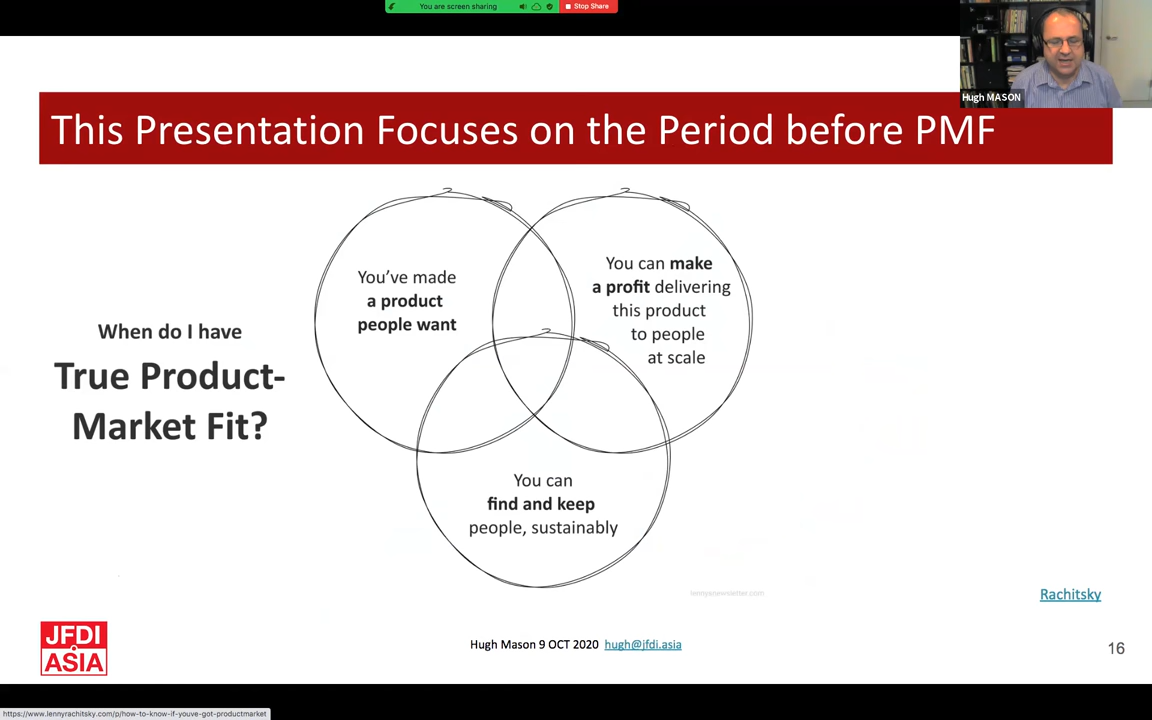 You are screen sharing
Stop Share
Hugh MASON
This Presentation Focuses on the Period before PMF
When do I have
True Product-
Market Fit?
You've made
a product
people want
You can make
a profit delivering
this product
to people
at scale
You can
find and keep
people, sustainably
lennysnewsletter.com
Rachitsky
JFDI
ASIA
Hugh Mason 9 OCT 2020 hugh@jfdi.asia
16
https://www.lennyrachitsky.com/p/how-to-know-if-youve-got-productmarket